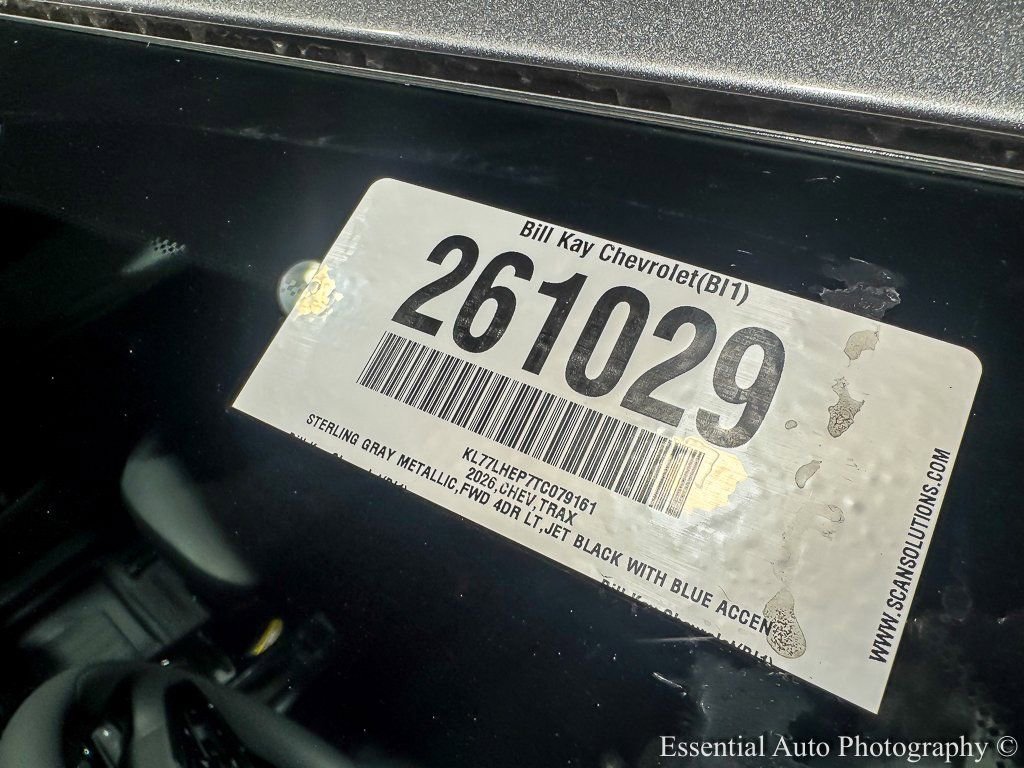 Bill Kay Chevrolet(BI1)
261029
KL77LHEP7TC079161
2026,CHEV,TRAX
STERLING GRAY METALLIC,FWD 4DR LT,JET BLACK WITH BLUE ACCEN
WWW.SCANSOLUTIONS.COM
Essential Auto Photography ©